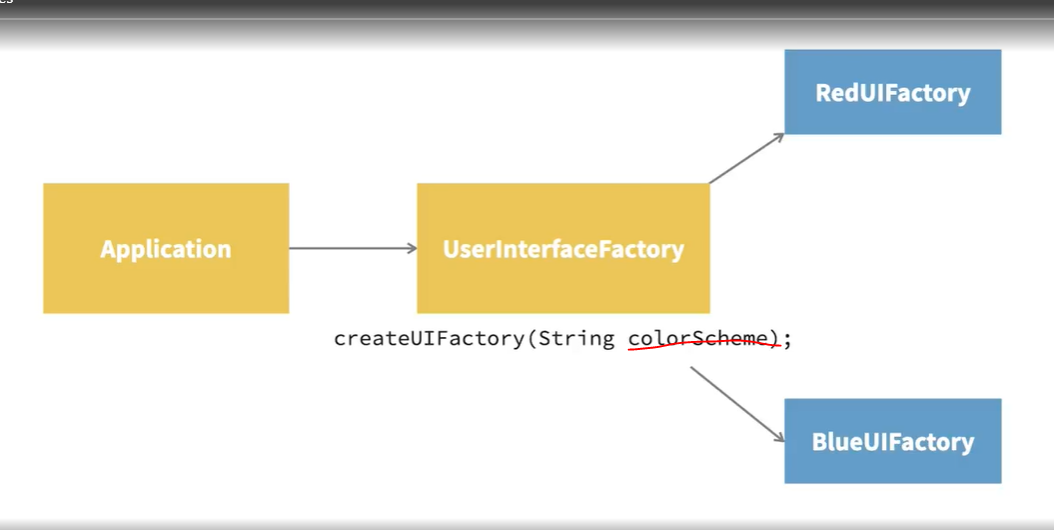 RedUIFactory
Application
UserInterfaceFactory
createUIFactory(String colorScheme);
BlueUIFactory